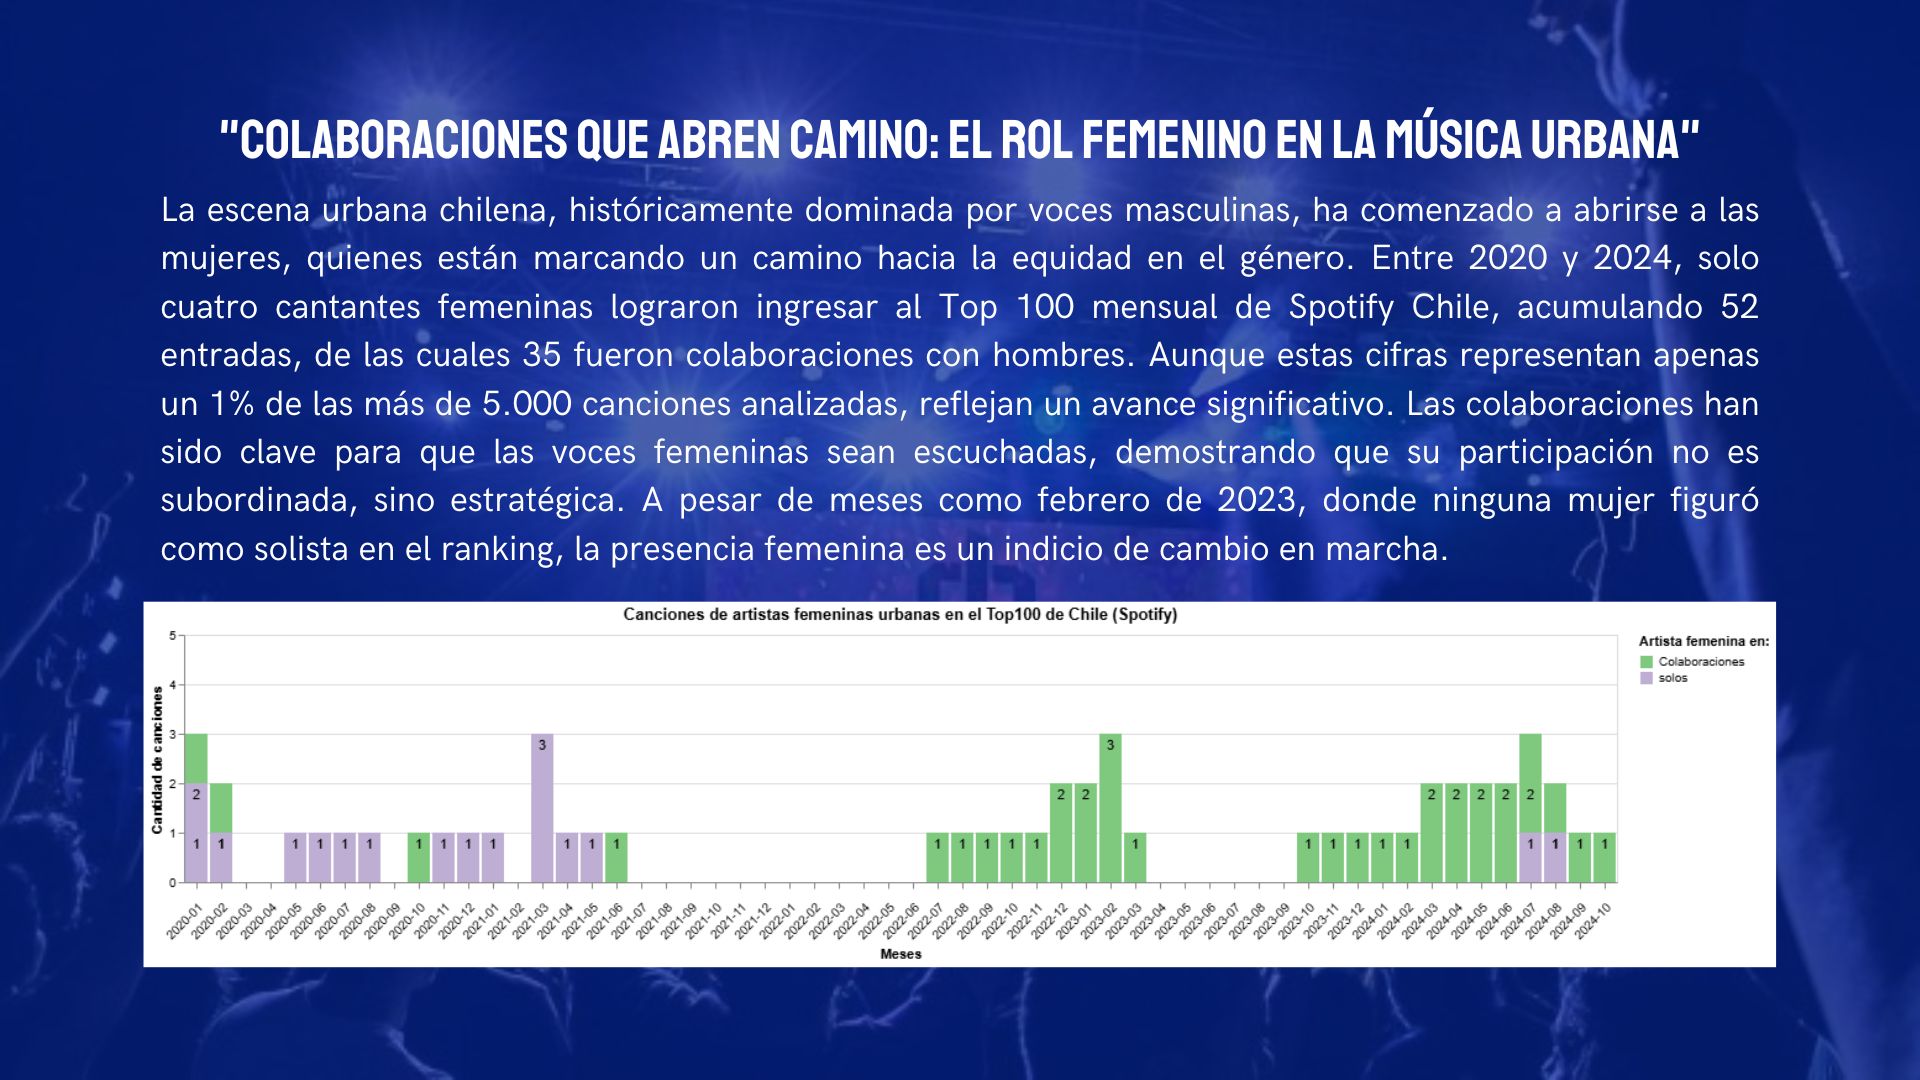 "COLABORACIONES QUE ABREN CAMINO: EL ROL FEMENINO EN LA MÚSICA URBANA"
La escena urbana chilena, históricamente dominada por voces masculinas, ha comenzado a abrirse a las
mujeres, quienes están marcando un camino hacia la equidad en el género. Entre 2020 y 2024, solo
cuatro cantantes femeninas lograron ingresar al Top 100 mensual de Spotify Chile, acumulando 52
entradas, de las cuales 35 fueron colaboraciones con hombres. Aunque estas cifras representan apenas
un 1% de las más de 5.000 canciones analizadas, reflejan un avance significativo. Las colaboraciones han
sido clave para que las voces femeninas sean escuchadas, demostrando que su participación no es
subordinada, sino estratégica. A pesar de meses como febrero de 2023, donde ninguna mujer figuró
como solista en el ranking, la presencia femenina es un indicio de cambio en marcha.
Canciones de artistas femeninas urbanas en el Top100 de Chile (Spotify)
Artista femenina en:
Colaboraciones
solos
Cantidad de canciones
5
4
3
2
1
0
3 3
2 2 2 2 2 2 2 2
1 1 1 1 1 1 1 1 1 1 1 1 1 1 1 1 1 1 1 1 1 1 1 1 1 1 1 1
2020-01 2020-02 2020-03 2020-04 2020-05 2020-06 2020-07 2020-08 2020-09 2020-10 2020-11 2020-12 2021-01 2021-02 2021-03 2021-04 2021-05 2021-06 2021-07 2021-08 2021-09 2021-10 2021-11 2021-12 2022-01 2022-02 2022-03 2022-04 2022-05 2022-06 2022-07 2022-08 2022-09 2022-10 2022-11 2022-12 2023-01 2023-02 2023-03 2023-04 2023-05 2023-06 2023-07 2023-08 2023-09 2023-10 2023-11 2023-12 2024-01 2024-02 2024-03 2024-04 2024-05 2024-06 2024-07 2024-08 2024-09 2024-10
Meses